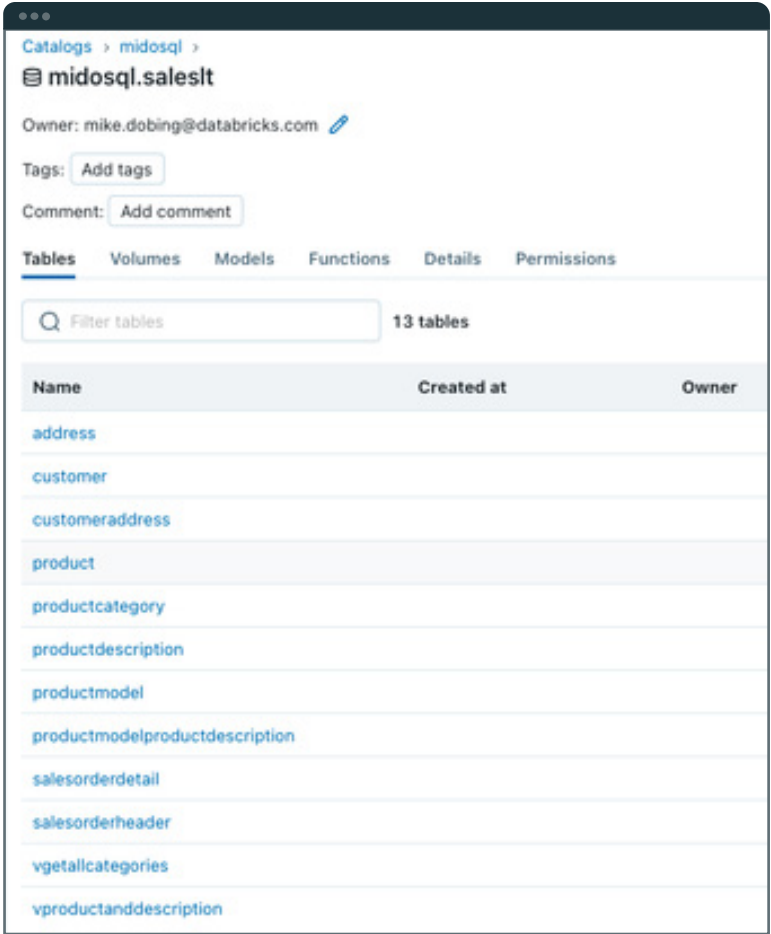 Catalogs › midosql ›
midosql.saleslt
Owner: mike.dobing@databricks.com
Tags: Add tags
Comment: Add comment
Tables Volumes Models Functions Details Permissions
Filter tables 13 tables
Name Created at Owner
address
customer
customeraddress
product
productcategory
productdescription
productmodel
productmodelproductdescription
salesorderdetail
salesorderheader
vgetallcategories
vproductanddescription